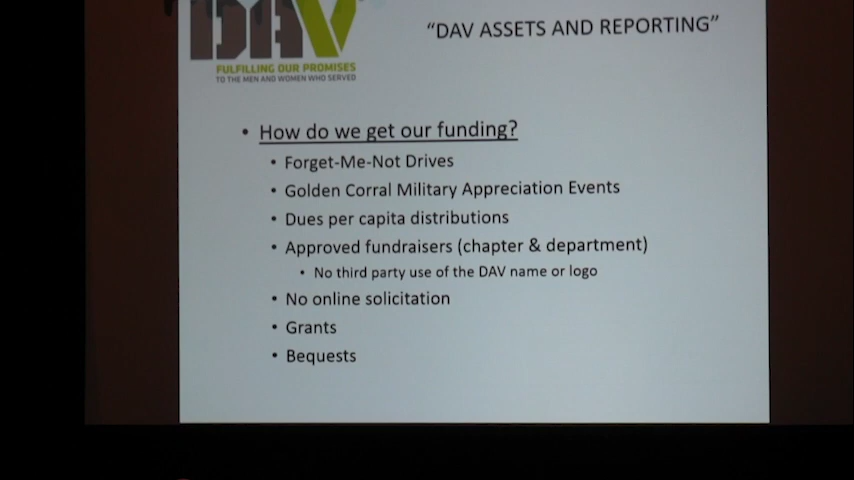 DAV
FULFILLING OUR PROMISES
TO THE MEN AND WOMEN WHO SERVED
“DAV ASSETS AND REPORTING”
• How do we get our funding?
• Forget-Me-Not Drives
• Golden Corral Military Appreciation Events
• Dues per capita distributions
• Approved fundraisers (chapter & department)
• No third party use of the DAV name or logo
• No online solicitation
• Grants
• Bequests